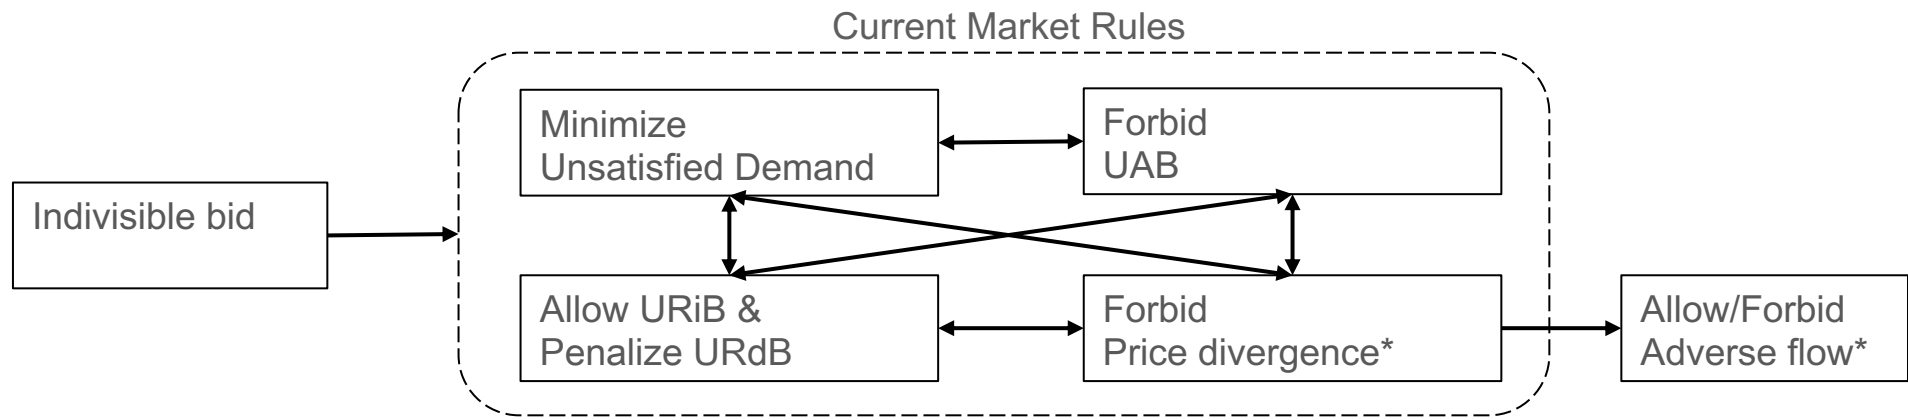 Current Market Rules
Minimize
Unsatisfied Demand
Forbid
UAB
Indivisible bid
Allow URiB &
Penalize URdB
Forbid
Price divergence*
Allow/Forbid
Adverse flow*